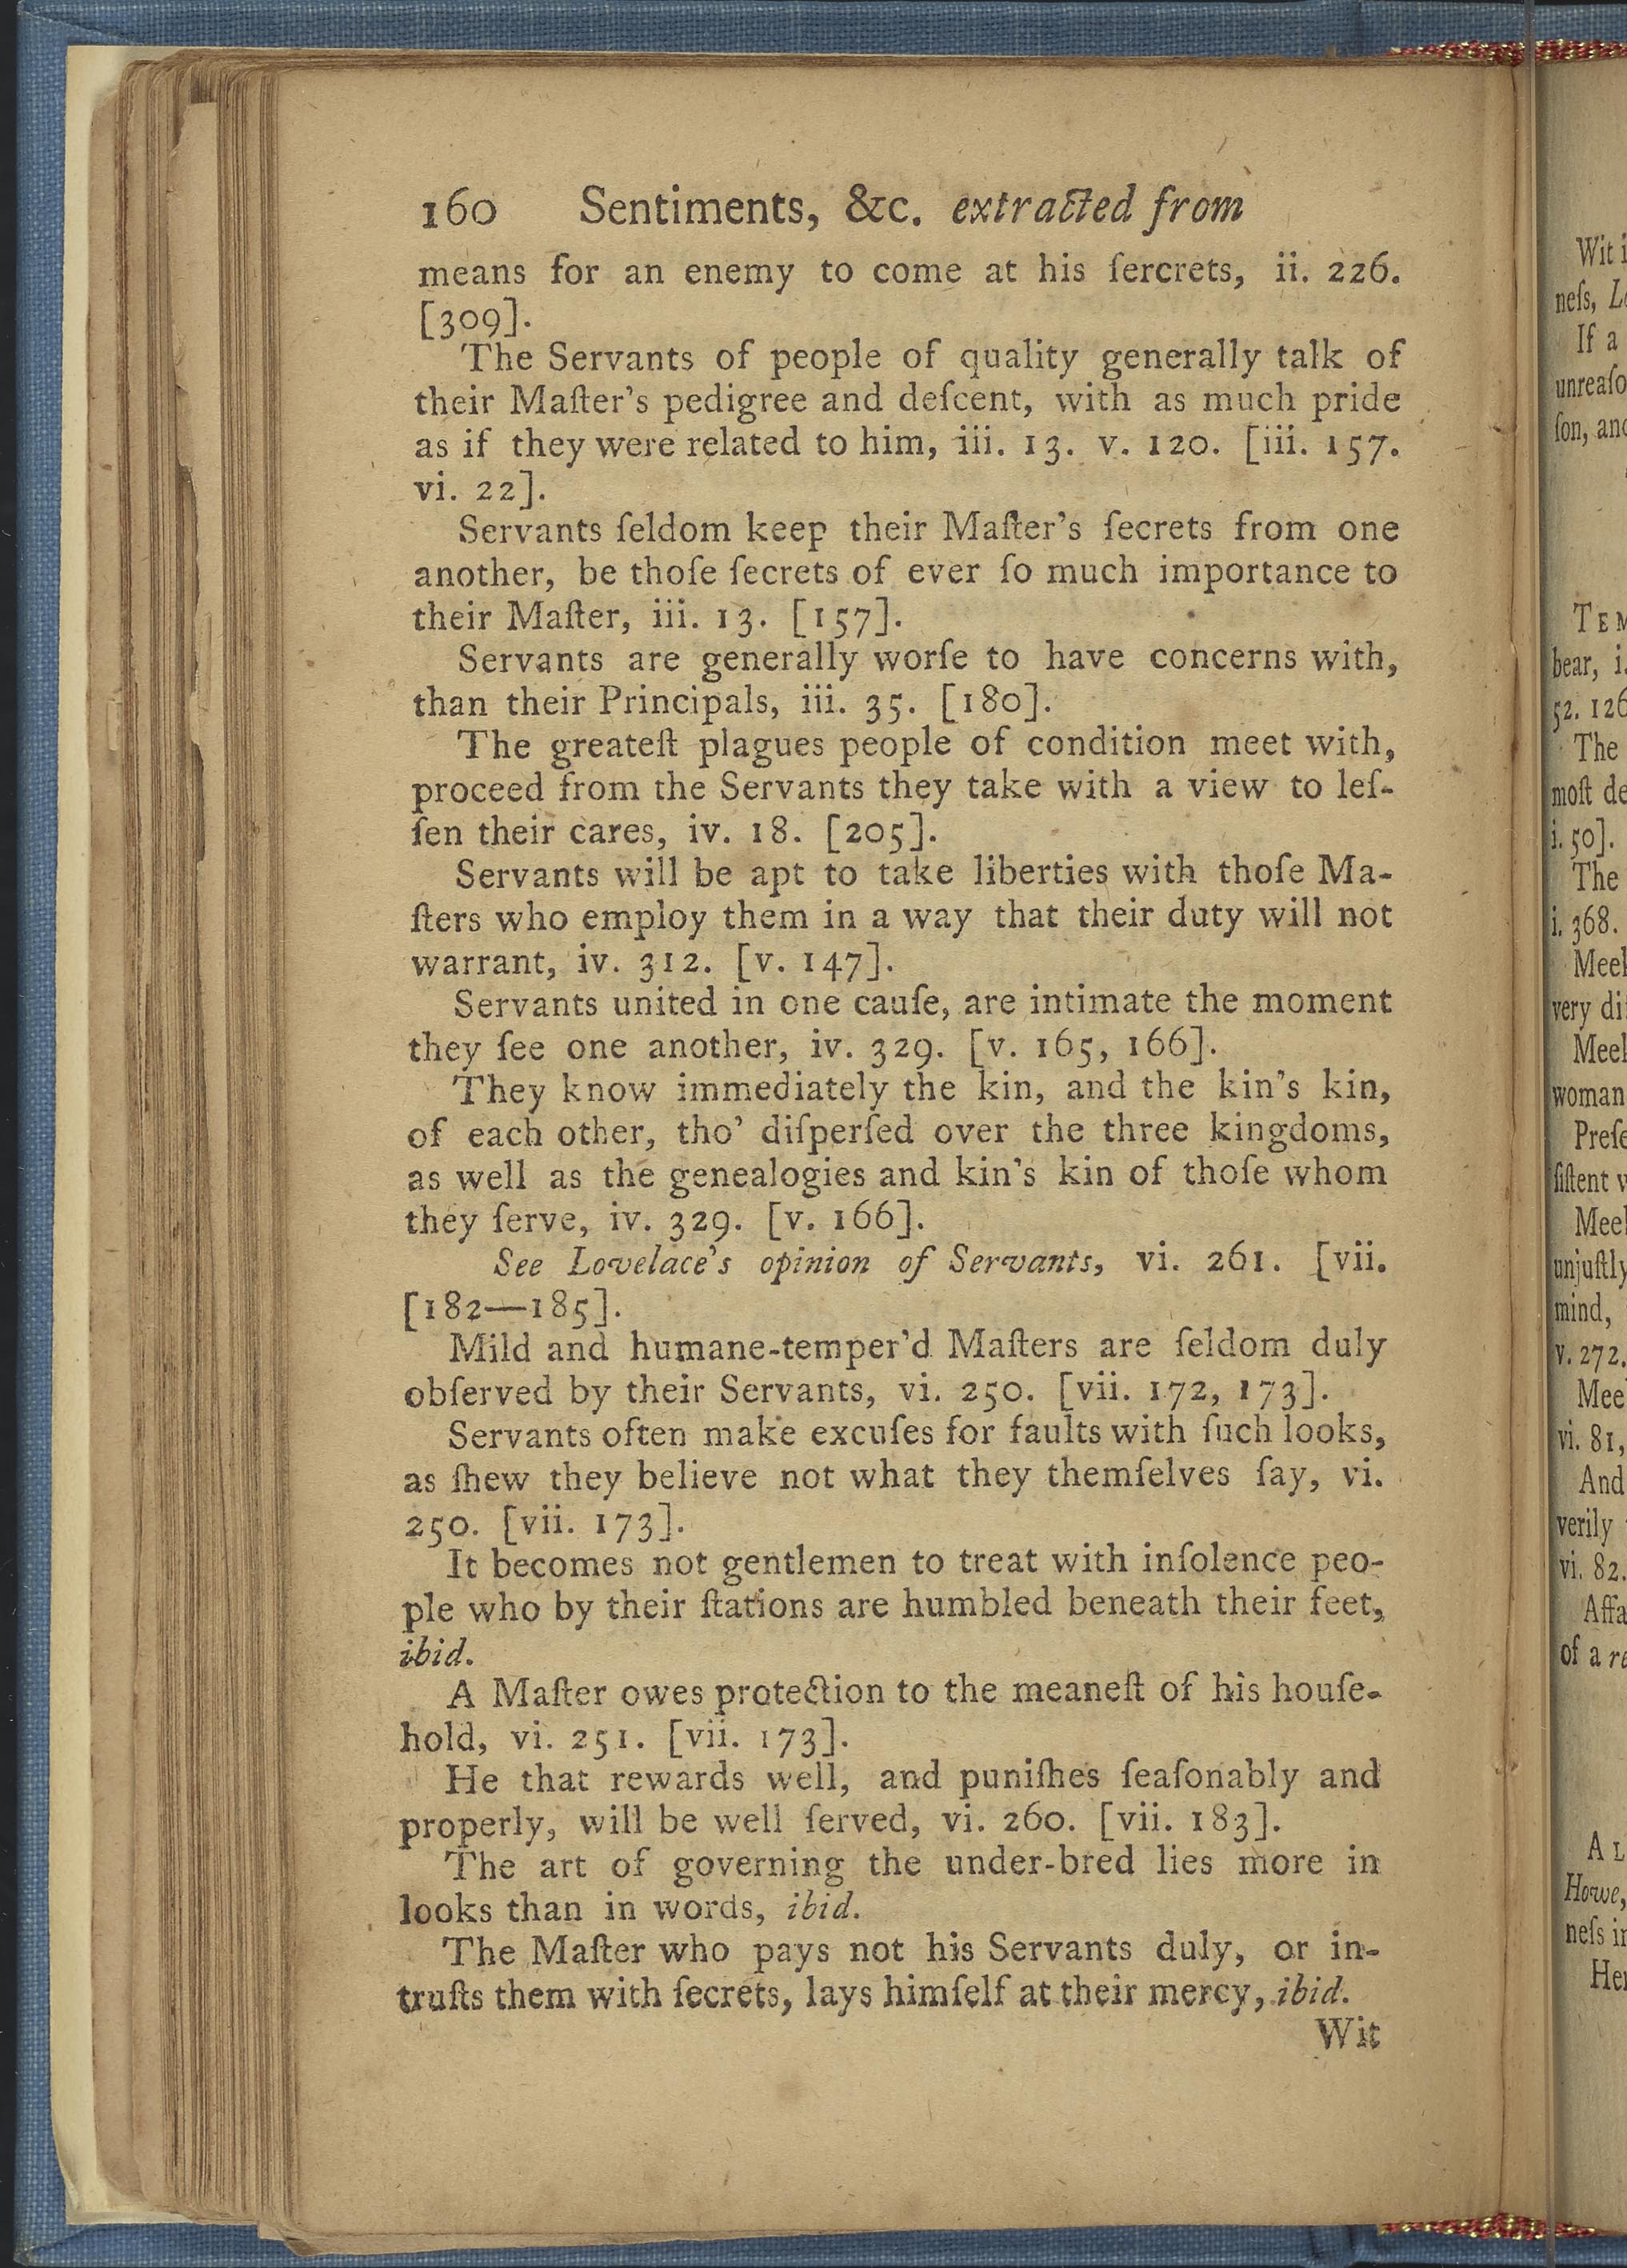 160 Sentiments, &c. extracted from
means for an enemy to come at his ſercrets, ii. 226.
[309].
The Servants of people of quality generally talk of
their Maſter's pedigree and deſcent, with as much pride
as if they were related to him, iii. 13. v. 120. [iii. 157.
vi. 22].
Servants ſeldom keep their Maſter's ſecrets from one
another, be thoſe ſecrets of ever ſo much importance to
their Maſter, iii. 13. [157].
Servants are generally worſe to have concerns with,
than their Principals, iii. 35. [180].
The greateſt plagues people of condition meet with,
proceed from the Servants they take with a view to leſ-
ſen their cares, iv. 18. [205].
Servants will be apt to take liberties with thoſe Ma-
ſters who employ them in a way that their duty will not
warrant, iv. 312. [v. 147].
Servants united in one cauſe, are intimate the moment
they ſee one another, iv. 329. [v. 165, 166].
They know immediately the kin, and the kin's kin,
of each other, tho' diſperſed over the three kingdoms,
as well as the genealogies and kin's kin of thoſe whom
they ſerve, iv. 329. [v. 166].
See Lovelace's opinion of Servants, vi. 261. [vii.
[182—185].
Mild and humane-temper'd Maſters are ſeldom duly
obſerved by their Servants, vi. 250. [vii. 172, 173].
Servants often make excuſes for faults with ſuch looks,
as ſhew they believe not what they themſelves ſay, vi.
250. [vii. 173].
It becomes not gentlemen to treat with inſolence peo-
ple who by their ſtations are humbled beneath their feet,
ibid.
A Maſter owes protection to the meaneſt of his houſe-
hold, vi. 251. [vii. 173].
He that rewards well, and puniſhes ſeaſonably and
properly, will be well ſerved, vi. 260. [vii. 183].
The art of governing the under-bred lies more in
looks than in words, ibid.
The Maſter who pays not his Servants duly, or in-
truſts them with ſecrets, lays himſelf at their mercy, ibid.
Wit
Wit i
neſs,
If a
unreaſo
ſon, and
TEM
bear, i.
52. 126
The
moſt de
i. 50].
The
i. 368.
Meek
very di
Meek
woman
Preſe
ſiſtent
Meek
unjuſtly
mind,
v. 272.
Mee
vi. 81,
And
verily
vi. 82.
Affa
of a re
AL
Howe,
neſs in
Her